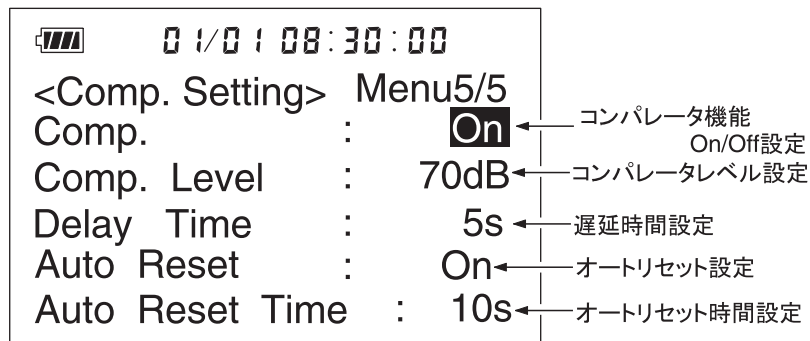 01/01 08:30:00
<Comp. Setting> Menu5/5
Comp. : On
コンパレータ機能
On/Off設定
Comp. Level : 70dB
コンパレータレベル設定
Delay Time : 5s
遅延時間設定
Auto Reset : On
オートリセット設定
Auto Reset Time : 10s
オートリセット時間設定